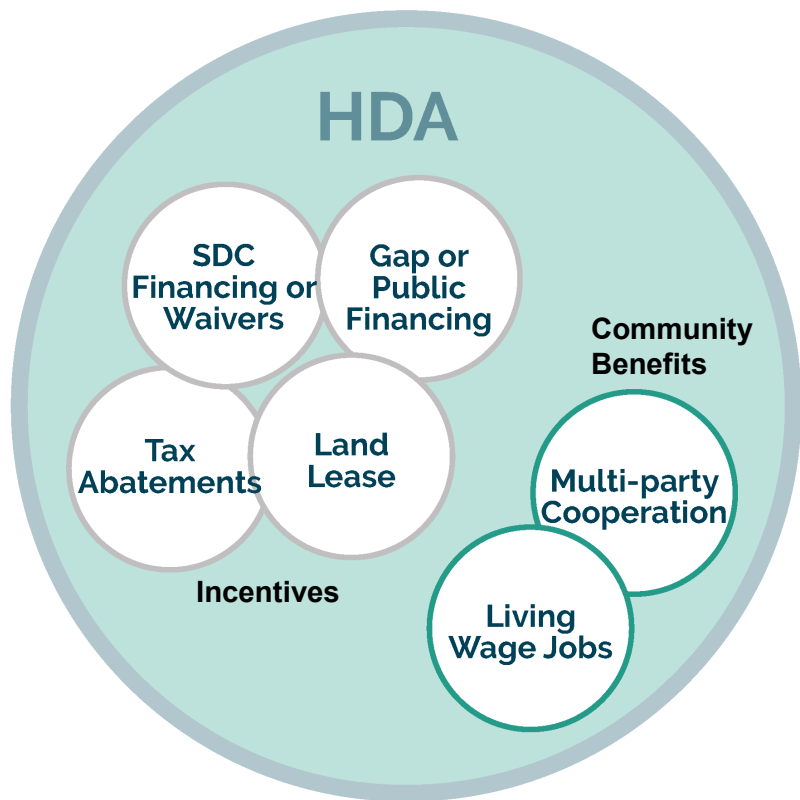 HDA
SDC
Financing or
Waivers
Gap or
Public
Financing
Tax
Abatements
Land
Lease
Incentives
Community
Benefits
Multi-party
Cooperation
Living
Wage Jobs